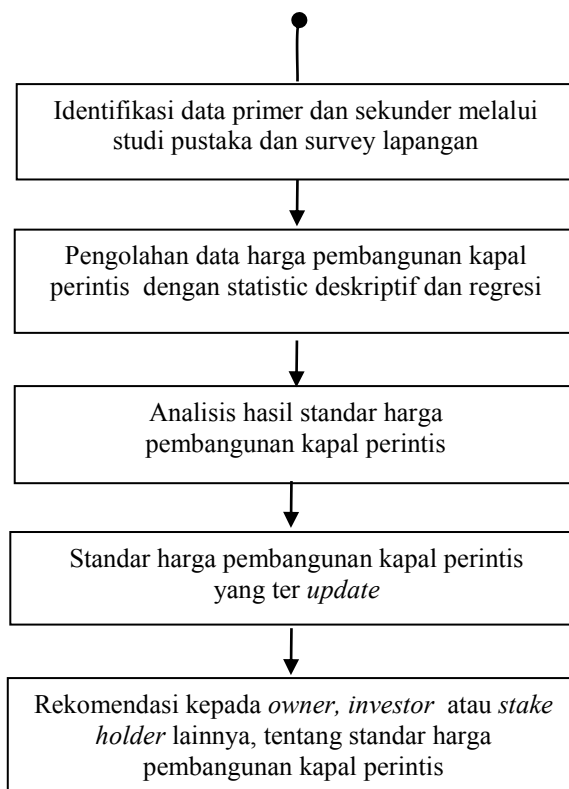 Identifikasi data primer dan sekunder melalui
studi pustaka dan survey lapangan
Pengolahan data harga pembangunan kapal
perintis dengan statistic deskriptif dan regresi
Analisis hasil standar harga
pembangunan kapal perintis
Standar harga pembangunan kapal perintis
yang ter update
Rekomendasi kepada owner, investor atau stake
holder lainnya, tentang standar harga
pembangunan kapal perintis